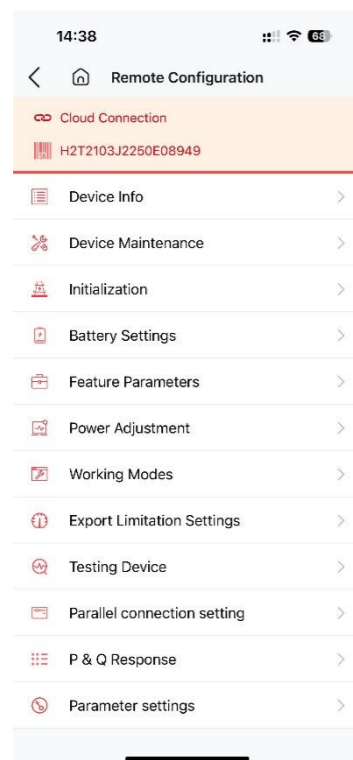 14:38
68
Remote Configuration
Cloud Connection
H2T2103J2250E08949
Device Info
Device Maintenance
Initialization
Battery Settings
Feature Parameters
Power Adjustment
Working Modes
Export Limitation Settings
Testing Device
Parallel connection setting
P & Q Response
Parameter settings